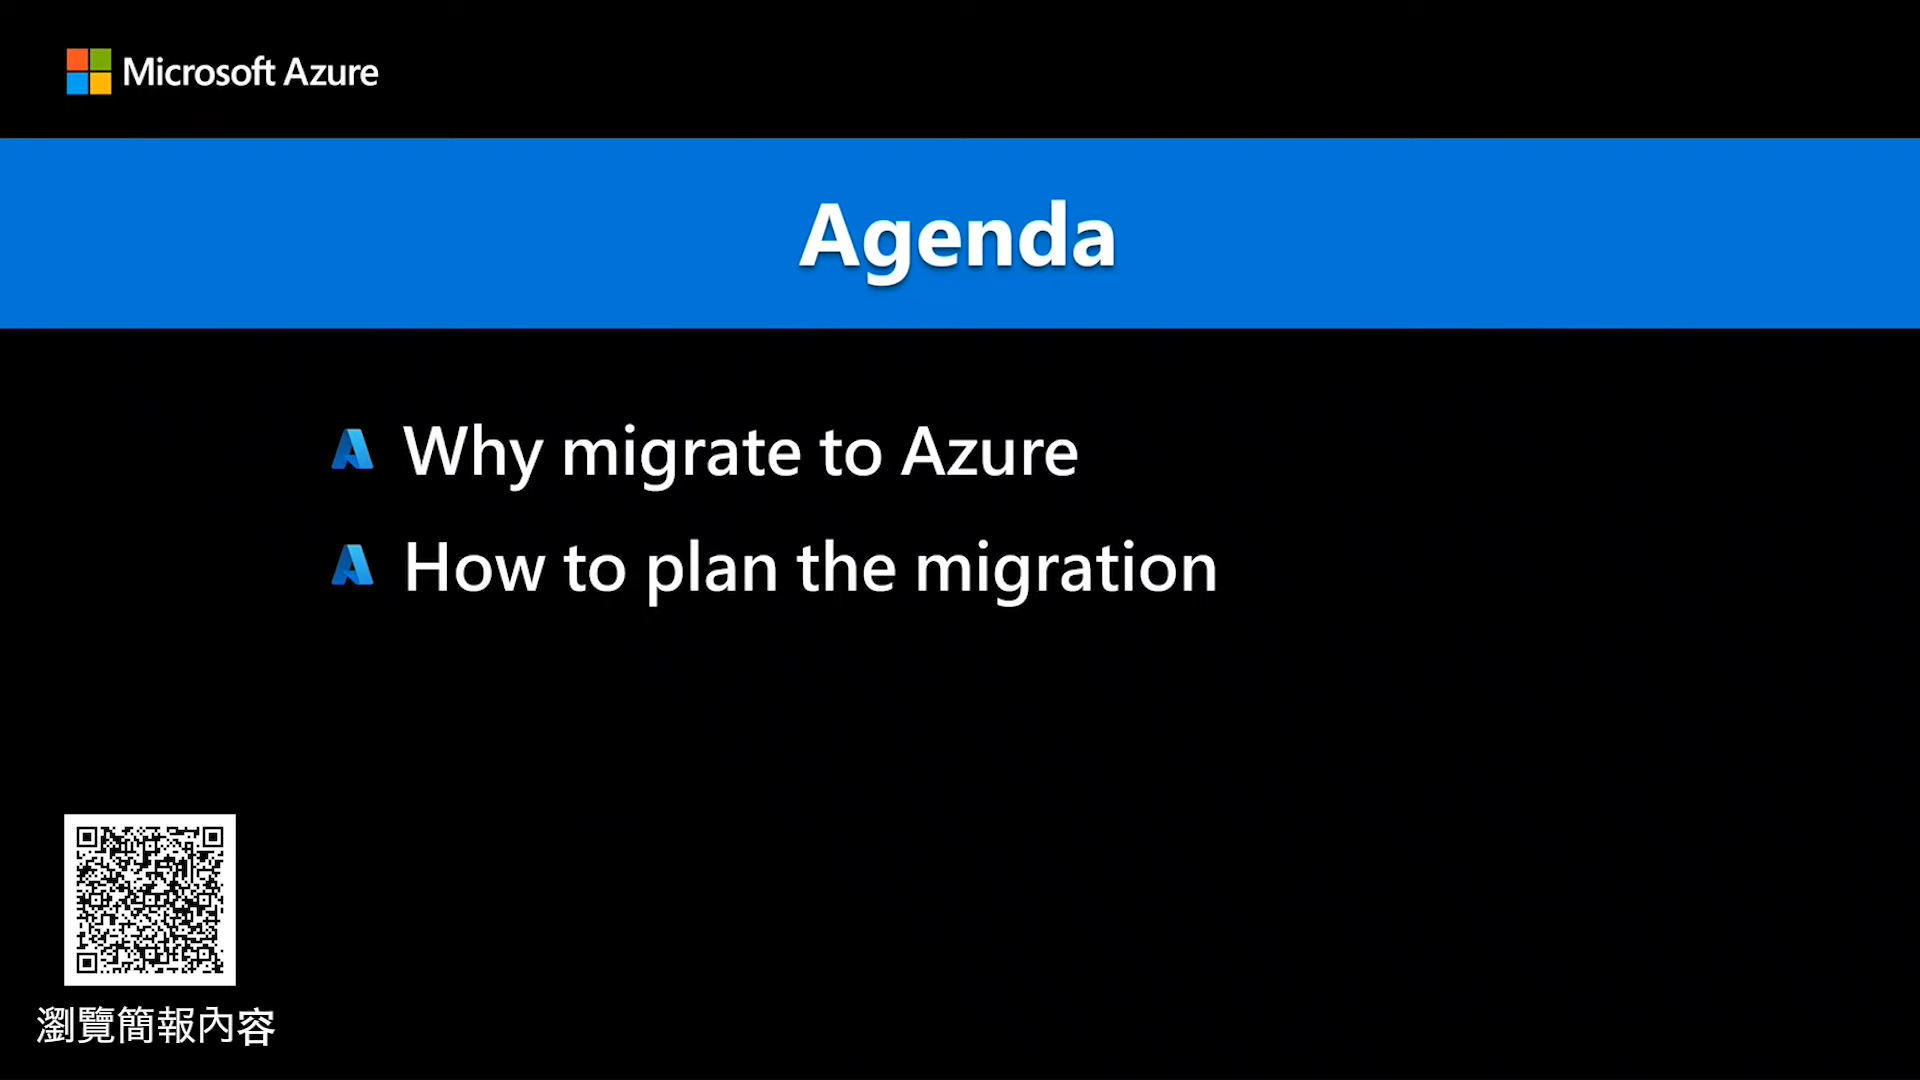 Microsoft Azure
Agenda
Why migrate to Azure
How to plan the migration
瀏覽簡報內容